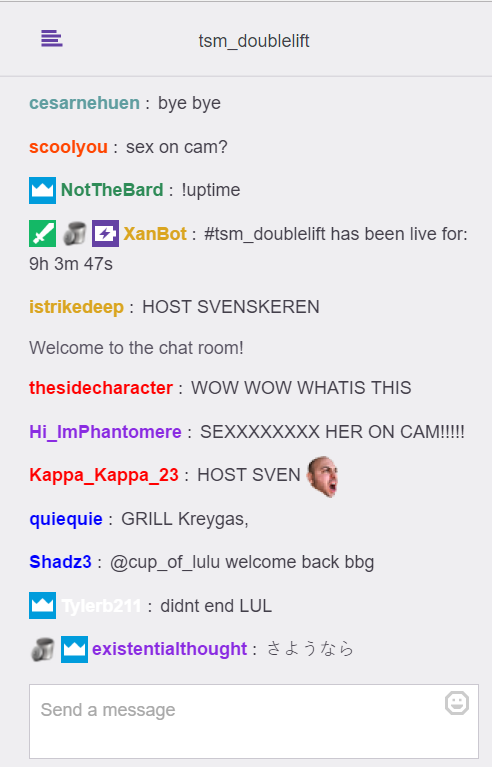 tsm_doublelift
cesarnehuen : bye bye
scoolyou : sex on cam?
NotTheBard : !uptime
XanBot : #tsm_doublelift has been live for:
9h 3m 47s
istrikedeep : HOST SVENSKEREN
Welcome to the chat room!
thesidecharacter : WOW WOW WHATIS THIS
Hi_ImPhantomere : SEXXXXXXXX HER ON CAM!!!!!
Kappa_Kappa_23 : HOST SVEN
quiequie : GRILL Kreygas,
Shadz3 : @cup_of_lulu welcome back bbg
Tylerb211 : didnt end LUL
existentialthought : さようなら
Send a message